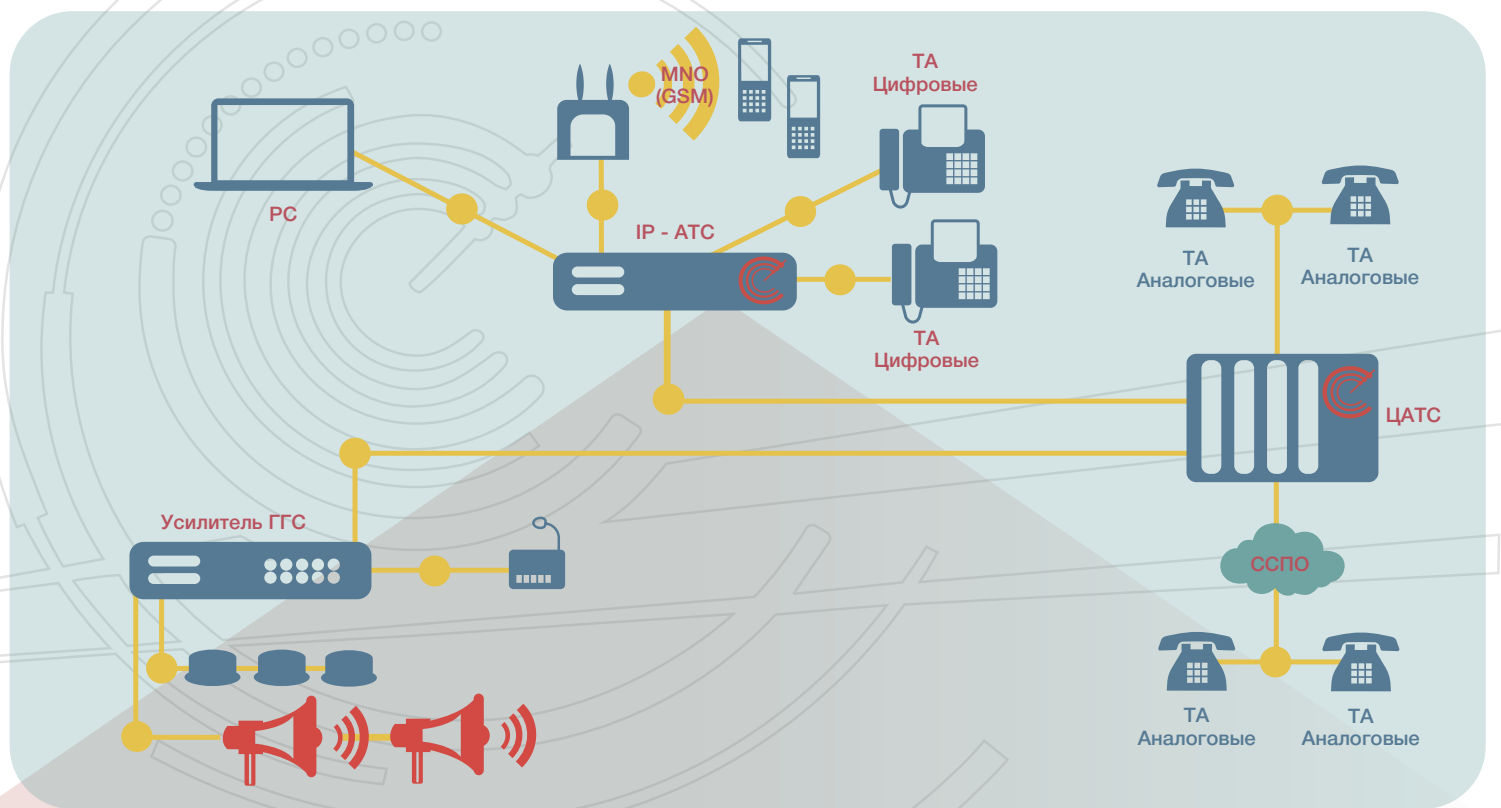 MNO
(GSM)
ТА
Цифровые
PC
IP - АТС
ТА
Аналоговые
ТА
Аналоговые
ТА
Цифровые
ЦАТС
Усилитель ГГС
ССПО
ТА
Аналоговые
ТА
Аналоговые